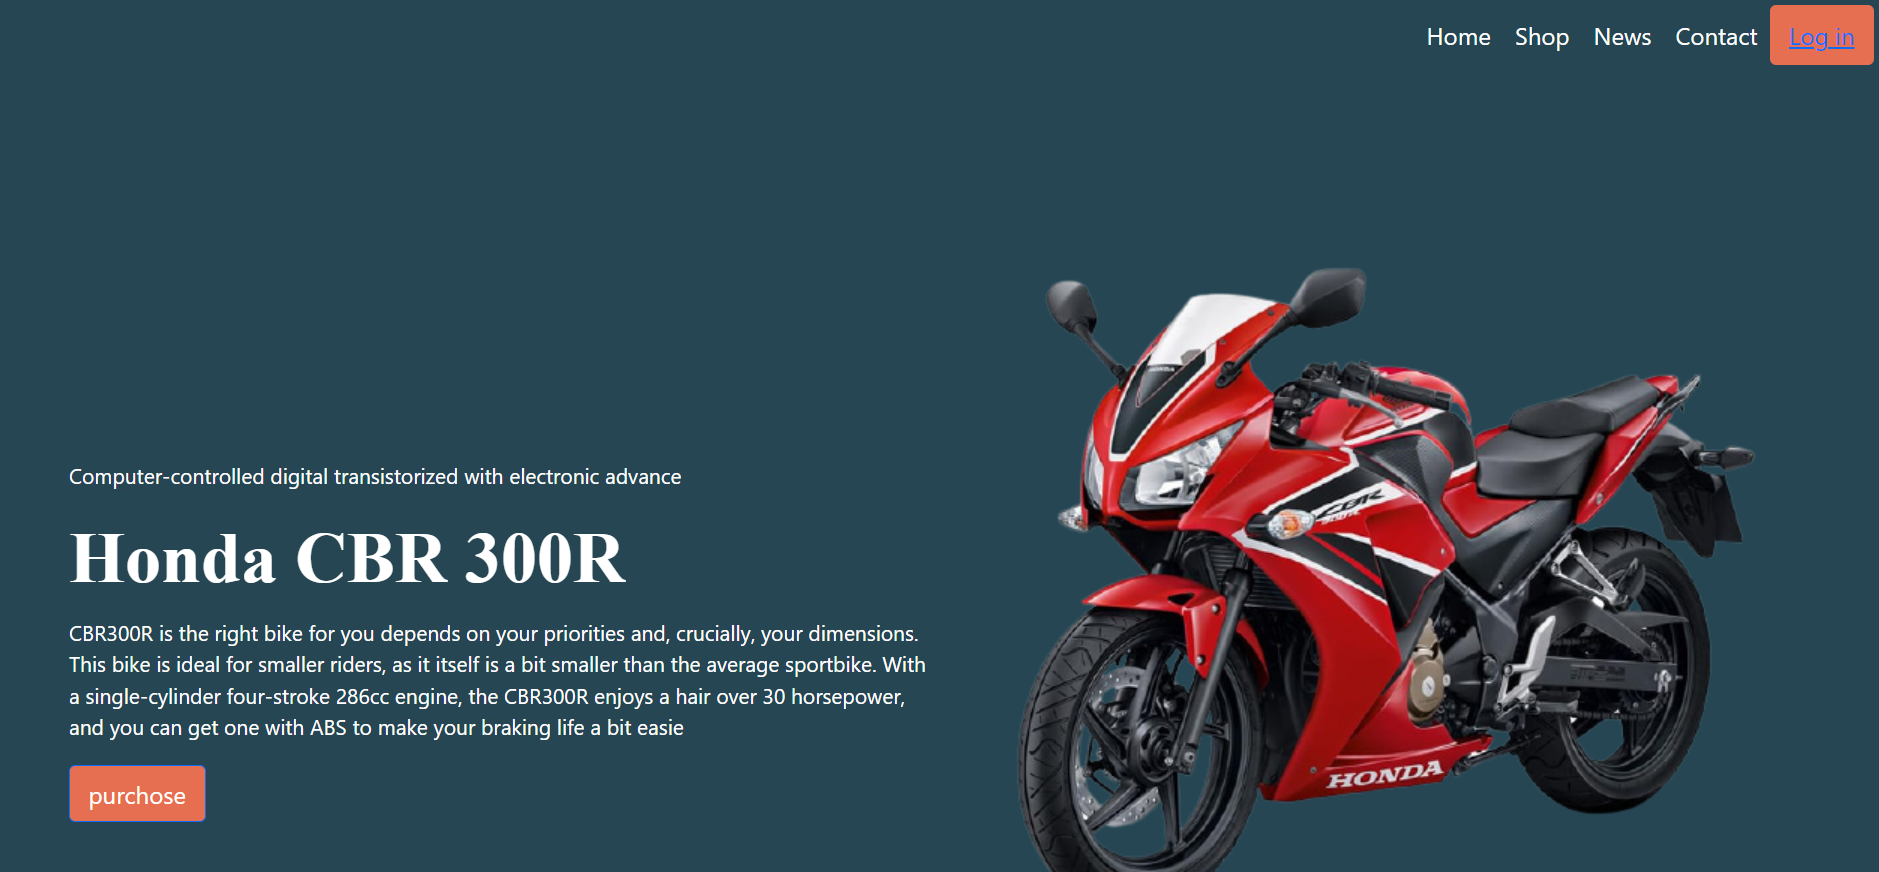 Home Shop News Contact Log in
Computer-controlled digital transistorized with electronic advance
Honda CBR 300R
CBR300R is the right bike for you depends on your priorities and, crucially, your dimensions.
This bike is ideal for smaller riders, as it itself is a bit smaller than the average sportbike. With
a single-cylinder four-stroke 286cc engine, the CBR300R enjoys a hair over 30 horsepower,
and you can get one with ABS to make your braking life a bit easie
purchose
HONDA
CBR
300R
HONDA